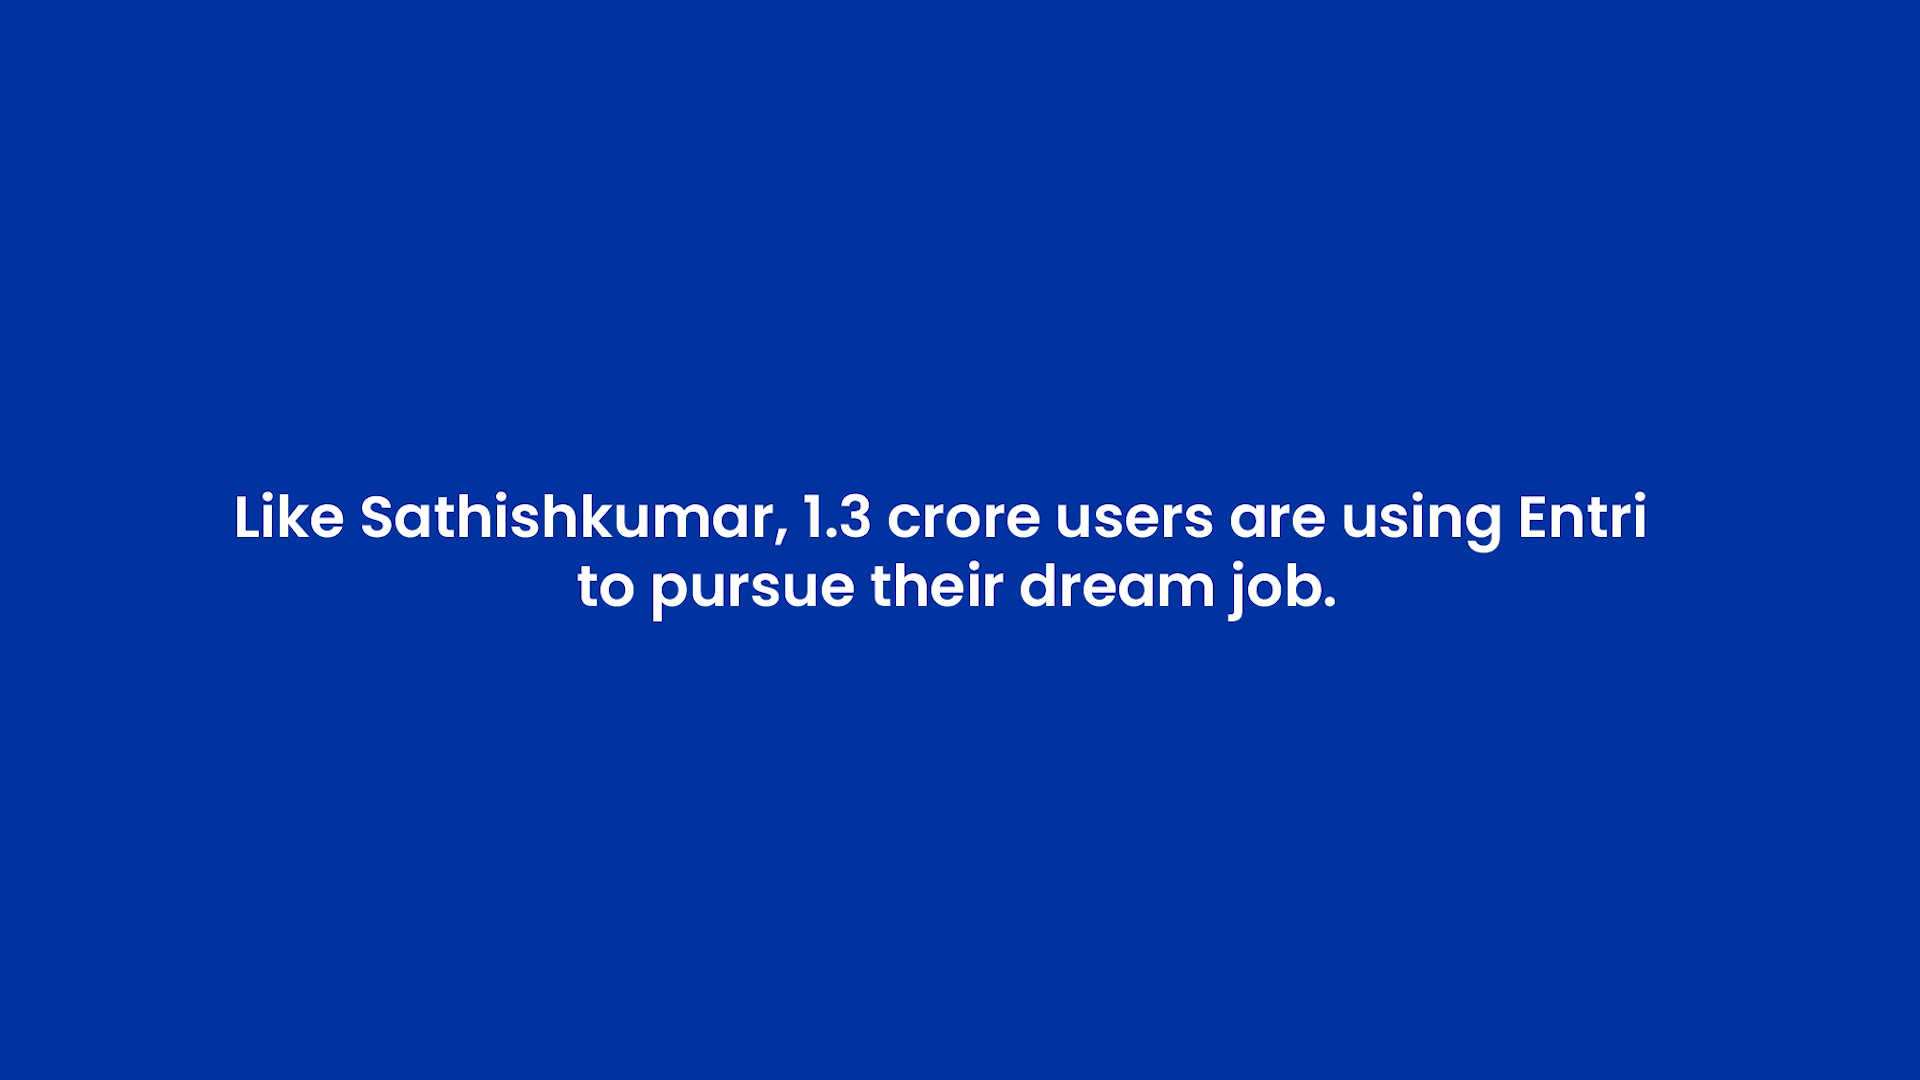 Like Sathishkumar, 1.3 crore users are using Entri
to pursue their dream job.